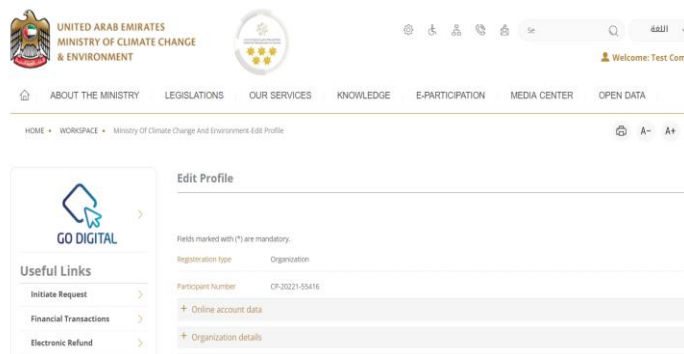 UNITED ARAB EMIRATES
MINISTRY OF CLIMATE CHANGE
& ENVIRONMENT
Se
اللغة
Welcome: Test Com
ABOUT THE MINISTRY LEGISLATIONS OUR SERVICES KNOWLEDGE E-PARTICIPATION MEDIA CENTER OPEN DATA
HOME • WORKSPACE • Ministry Of Climate Change And Environment-Edit Profile
A- A+
GO DIGITAL
Useful Links
Initiate Request
Financial Transactions
Electronic Refund
Edit Profile
Fields marked with (*) are mandatory.
Registeration type Organization
Participant Number CP-20221-55416
+ Online account data
+ Organization details